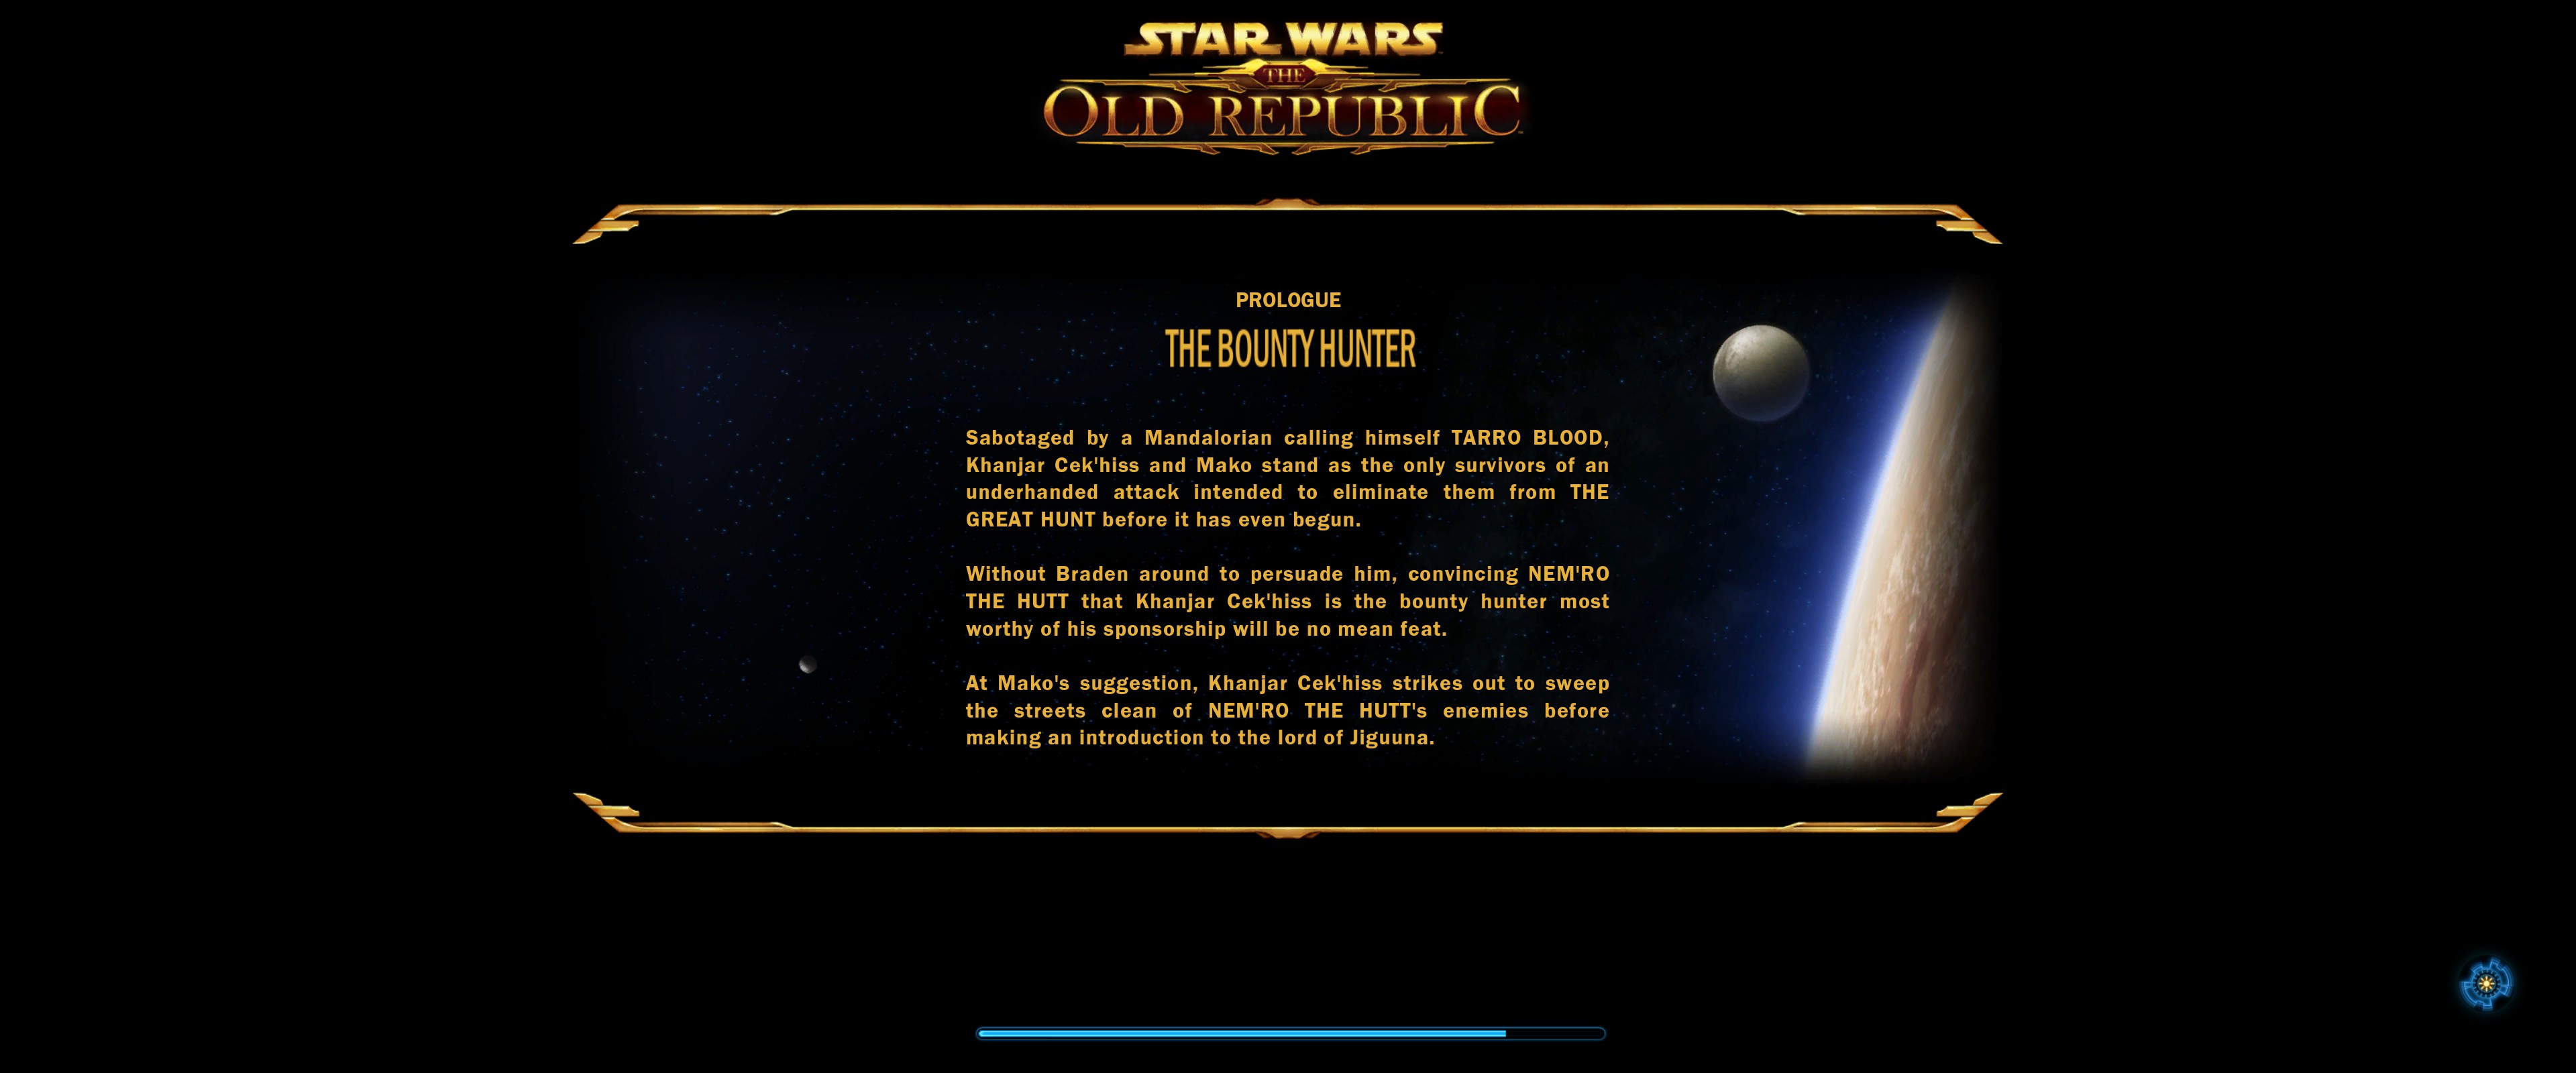 STAR WARS
THE
OLD REPUBLIC
PROLOGUE
THE BOUNTY HUNTER
Sabotaged by a Mandalorian calling himself TARRO BLOOD,
Khanjar Cek'hiss and Mako stand as the only survivors of an
underhanded attack intended to eliminate them from THE
GREAT HUNT before it has even begun.
Without Braden around to persuade him, convincing NEM'RO
THE HUTT that Khanjar Cek'hiss is the bounty hunter most
worthy of his sponsorship will be no mean feat.
At Mako's suggestion, Khanjar Cek'hiss strikes out to sweep
the streets clean of NEM'RO THE HUTT's enemies before
making an introduction to the lord of Jiguuna.